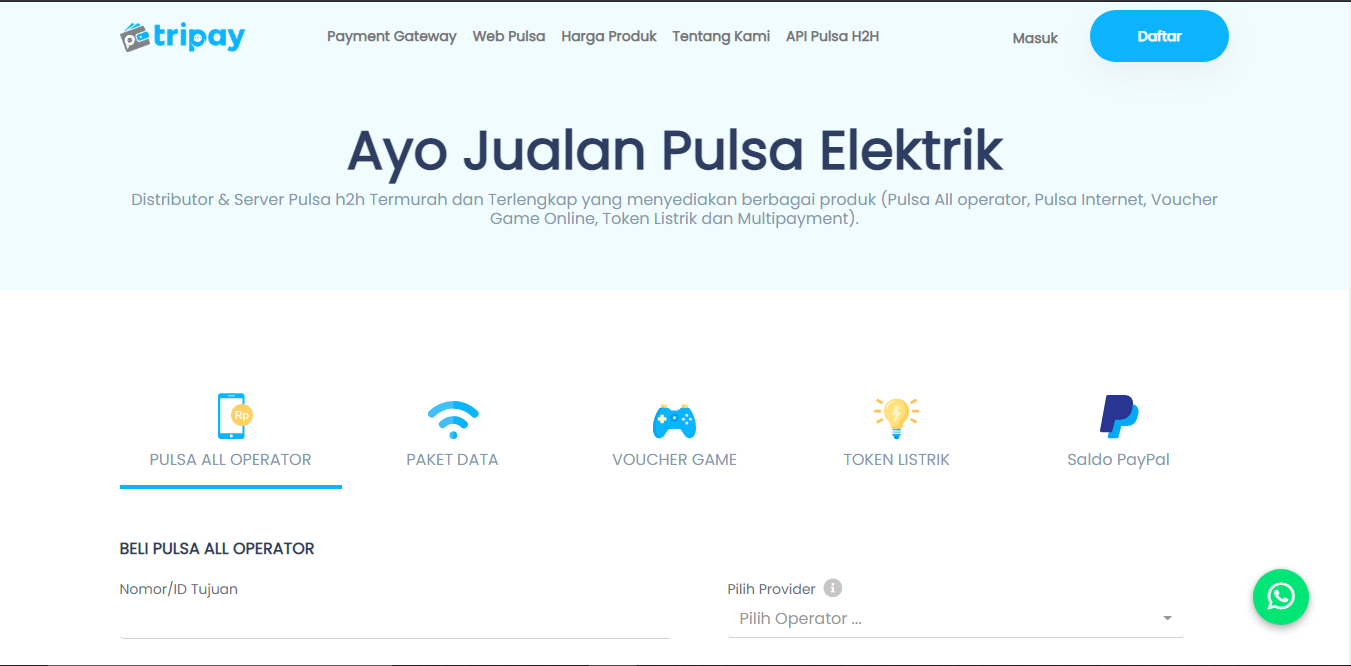 tripay
Payment Gateway Web Pulsa Harga Produk Tentang Kami API Pulsa H2H
Masuk
Daftar
Ayo Jualan Pulsa Elektrik
Distributor & Server Pulsa h2h Termurah dan Terlengkap yang menyediakan berbagai produk (Pulsa All operator, Pulsa Internet, Voucher
Game Online, Token Listrik dan Multipayment).
Rp
PULSA ALL OPERATOR
PAKET DATA
VOUCHER GAME
TOKEN LISTRIK
Saldo PayPal
BELI PULSA ALL OPERATOR
Nomor/ID Tujuan
Pilih Provider
Pilih Operator ...